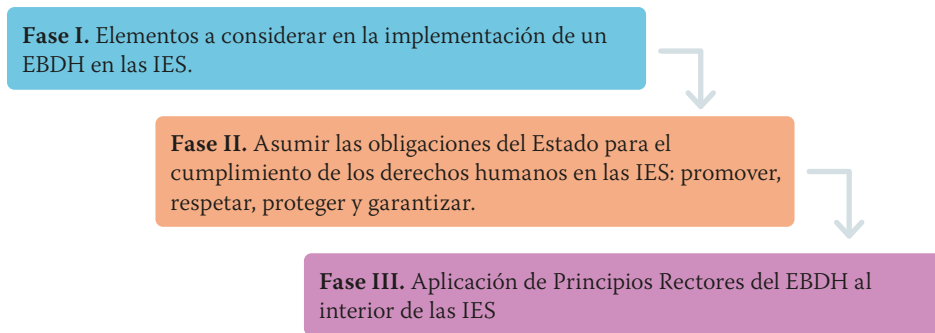 Fase I. Elementos a considerar en la implementación de un
EBDH en las IES.
Fase II. Asumir las obligaciones del Estado para el
cumplimiento de los derechos humanos en las IES: promover,
respetar, proteger y garantizar.
Fase III. Aplicación de Principios Rectores del EBDH al
interior de las IES